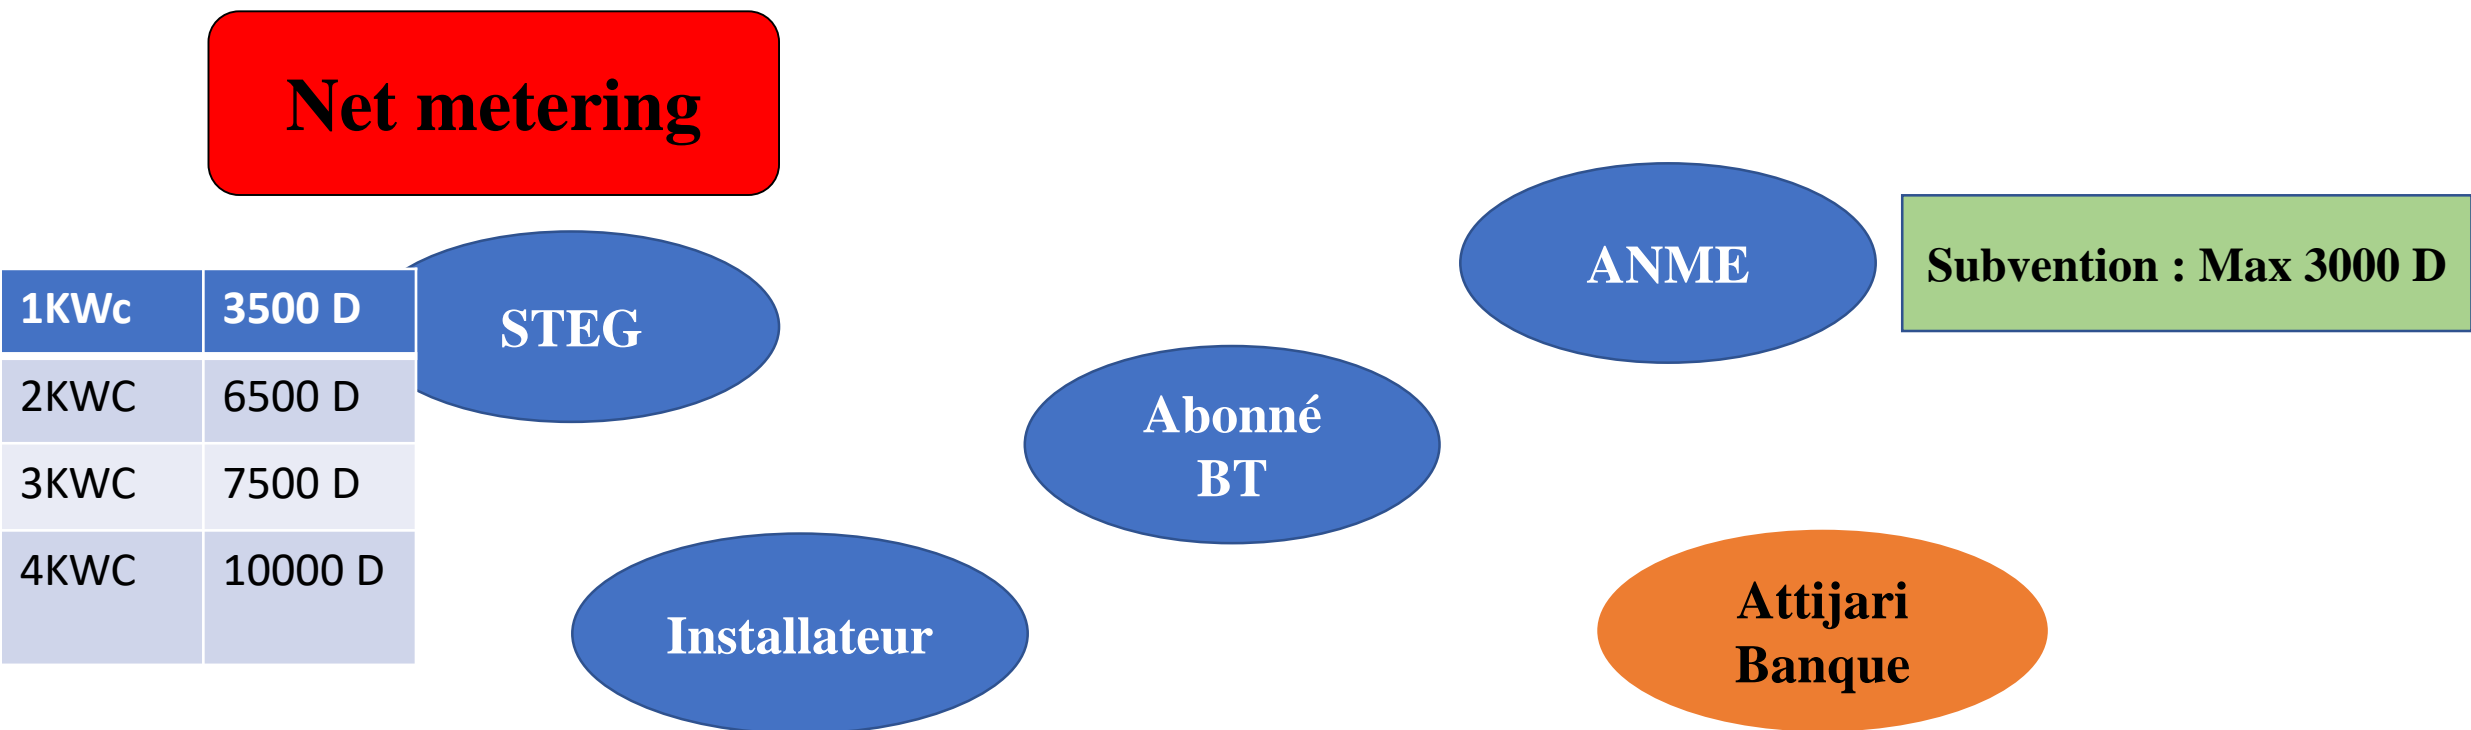 Net metering
ANME
Subvention : Max 3000 D
STEG
1KWc 3500 D
2KWC 6500 D
3KWC 7500 D
4KWC 10000 D
Abonné
BT
Installateur
Attijari
Banque